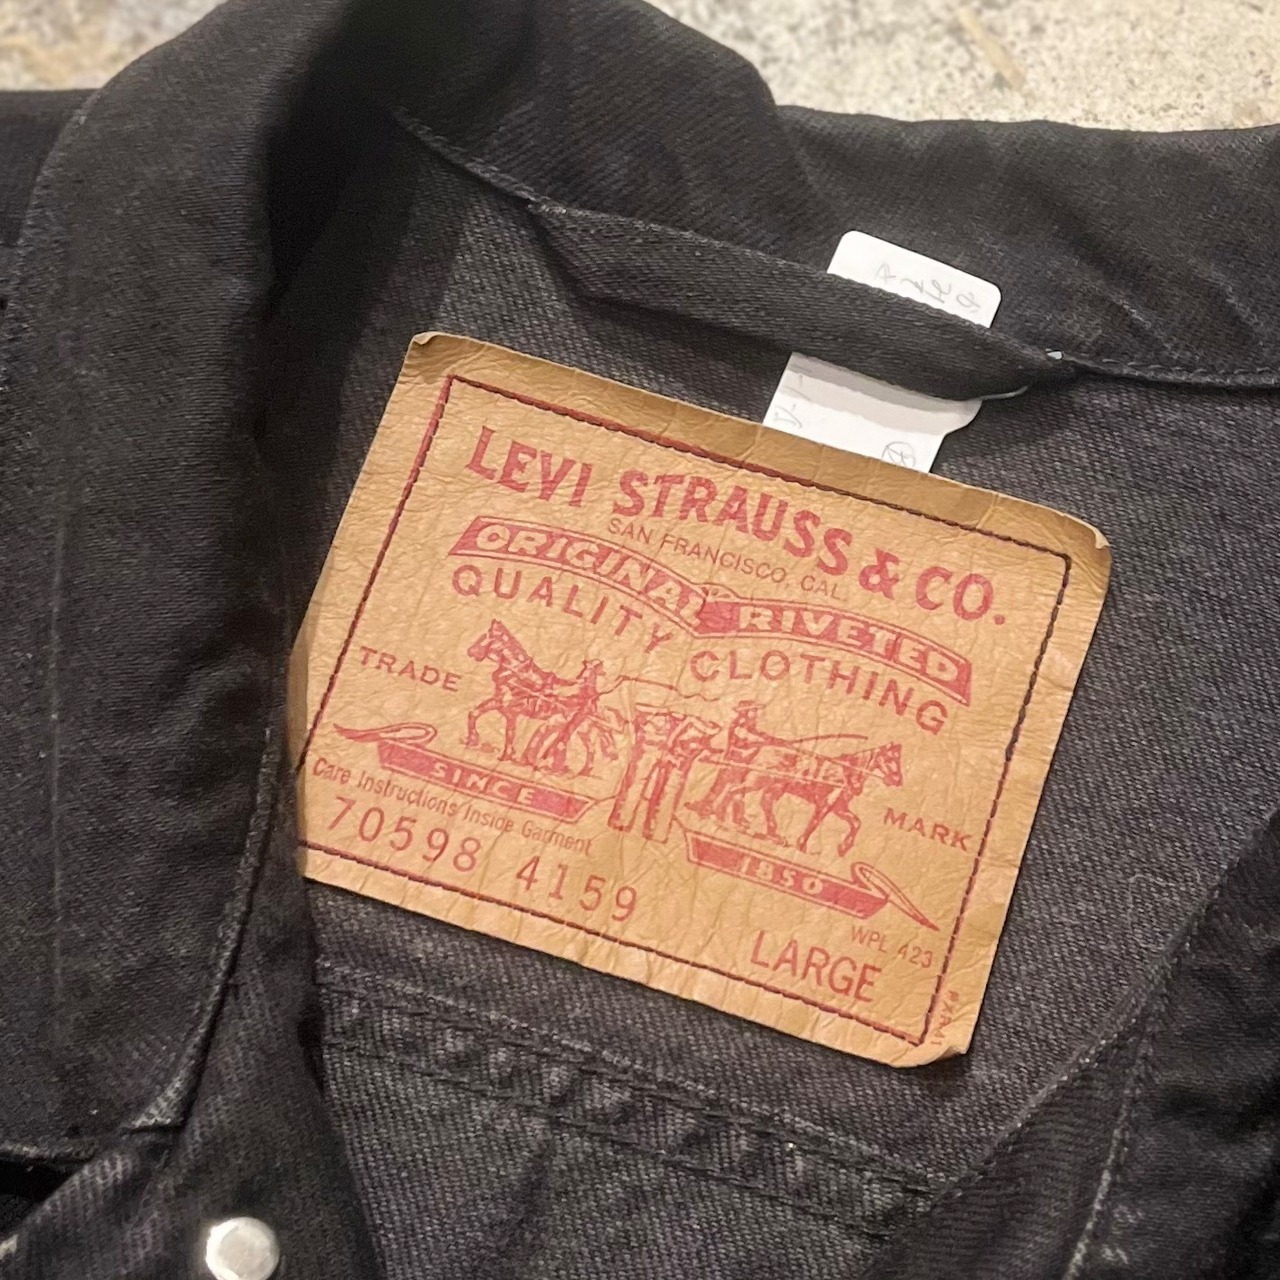 LEVI STRAUSS & CO.
SAN FRANCISCO, CAL.
ORIGINAL RIVETED
QUALITY CLOTHING
TRADE MARK
SINCE 1850
Care Instructions Inside Garment
70598 4159
WPL 423
LARGE